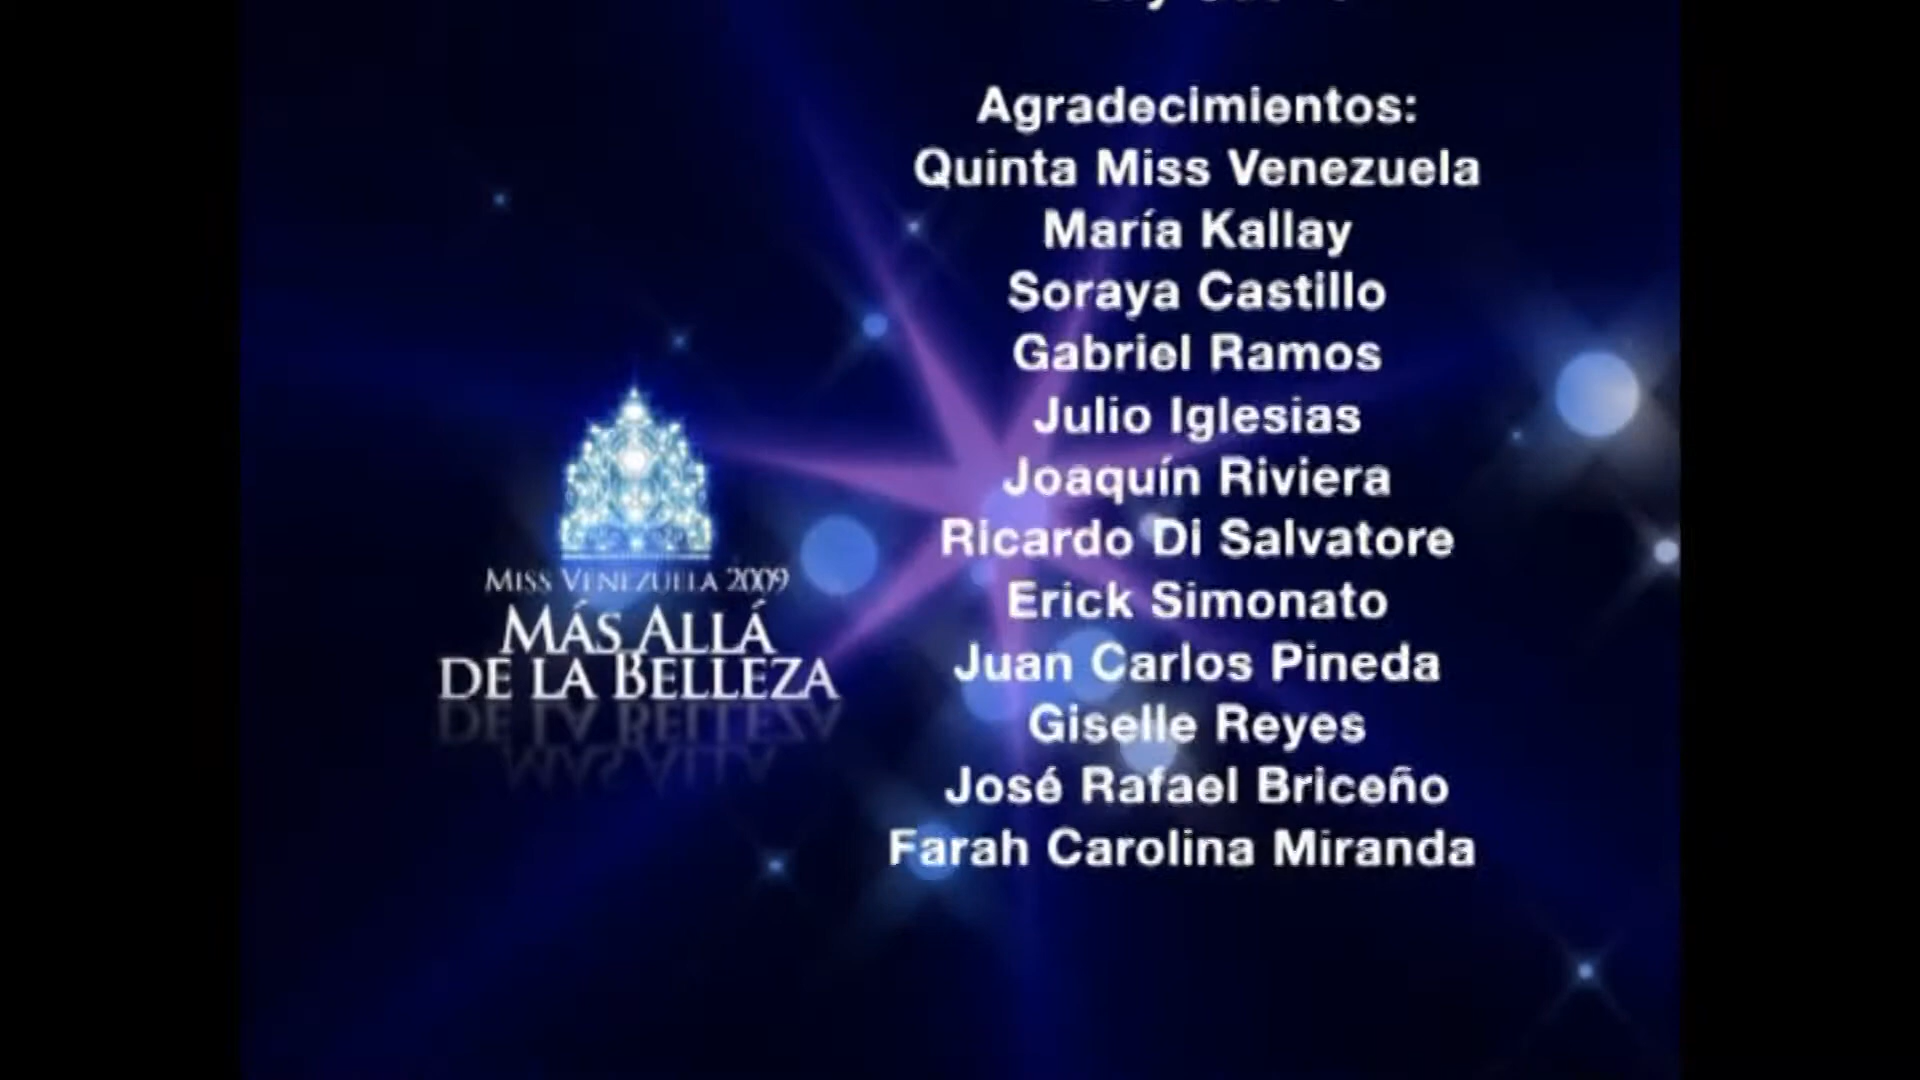 Agradecimientos:
Quinta Miss Venezuela
María Kallay
Soraya Castillo
Gabriel Ramos
Julio Iglesias
Joaquín Riviera
Ricardo Di Salvatore
Erick Simonato
Juan Carlos Pineda
Giselle Reyes
José Rafael Briceño
Farah Carolina Miranda
MISS VENEZUELA 2009
MÁS ALLÁ
DE LA BELLEZA